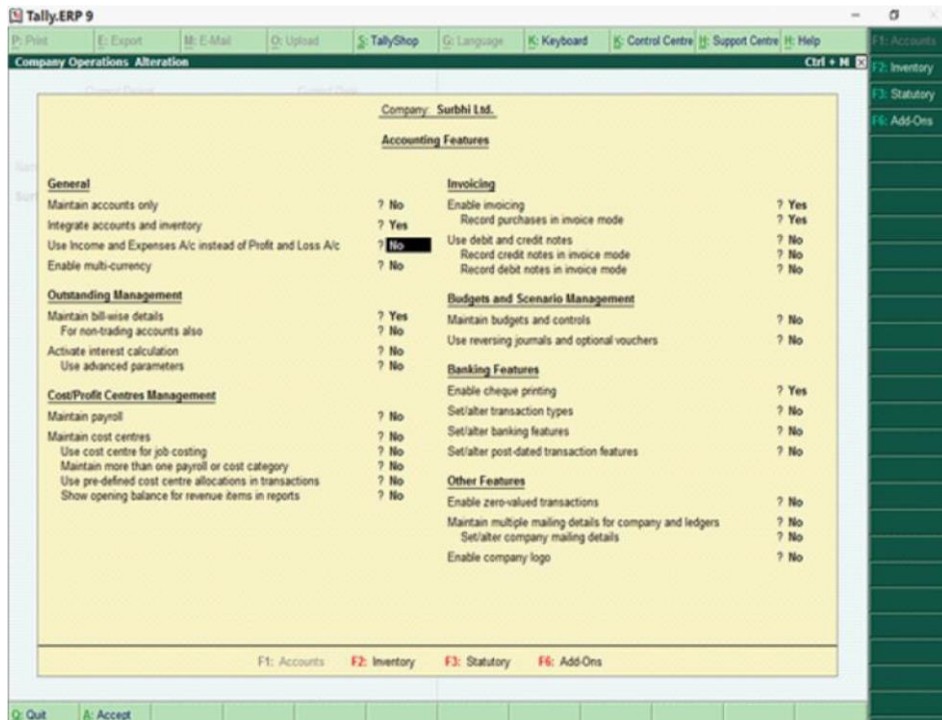 Tally.ERP 9
P: Print E: Export M: E-Mail O: Upload S: TallyShop G: Language K: Keyboard K: Control Centre H: Support Centre H: Help
F1: Accounts
Company Operations Alteration Ctrl + M
F2: Inventory
F3: Statutory
F6: Add-Ons
Company: Surbhi Ltd.
Accounting Features
General
Maintain accounts only ? No
Integrate accounts and inventory ? Yes
Use Income and Expenses A/c instead of Profit and Loss A/c ? No
Enable multi-currency ? No
Outstanding Management
Maintain bill-wise details ? Yes
For non-trading accounts also ? No
Activate interest calculation ? No
Use advanced parameters ? No
Cost/Profit Centres Management
Maintain payroll ? No
Maintain cost centres ? No
Use cost centre for job costing ? No
Maintain more than one payroll or cost category ? No
Use pre-defined cost centre allocations in transactions ? No
Show opening balance for revenue items in reports ? No
Invoicing
Enable invoicing ? Yes
Record purchases in invoice mode ? Yes
Use debit and credit notes ? No
Record credit notes in invoice mode ? No
Record debit notes in invoice mode ? No
Budgets and Scenario Management
Maintain budgets and controls ? No
Use reversing journals and optional vouchers ? No
Banking Features
Enable cheque printing ? Yes
Set/alter transaction types ? No
Set/alter banking features ? No
Set/alter post-dated transaction features ? No
Other Features
Enable zero-valued transactions ? No
Maintain multiple mailing details for company and ledgers ? No
Set/alter company mailing details ? No
Enable company logo ? No
F1: Accounts F2: Inventory F3: Statutory F6: Add-Ons
Q: Quit A: Accept